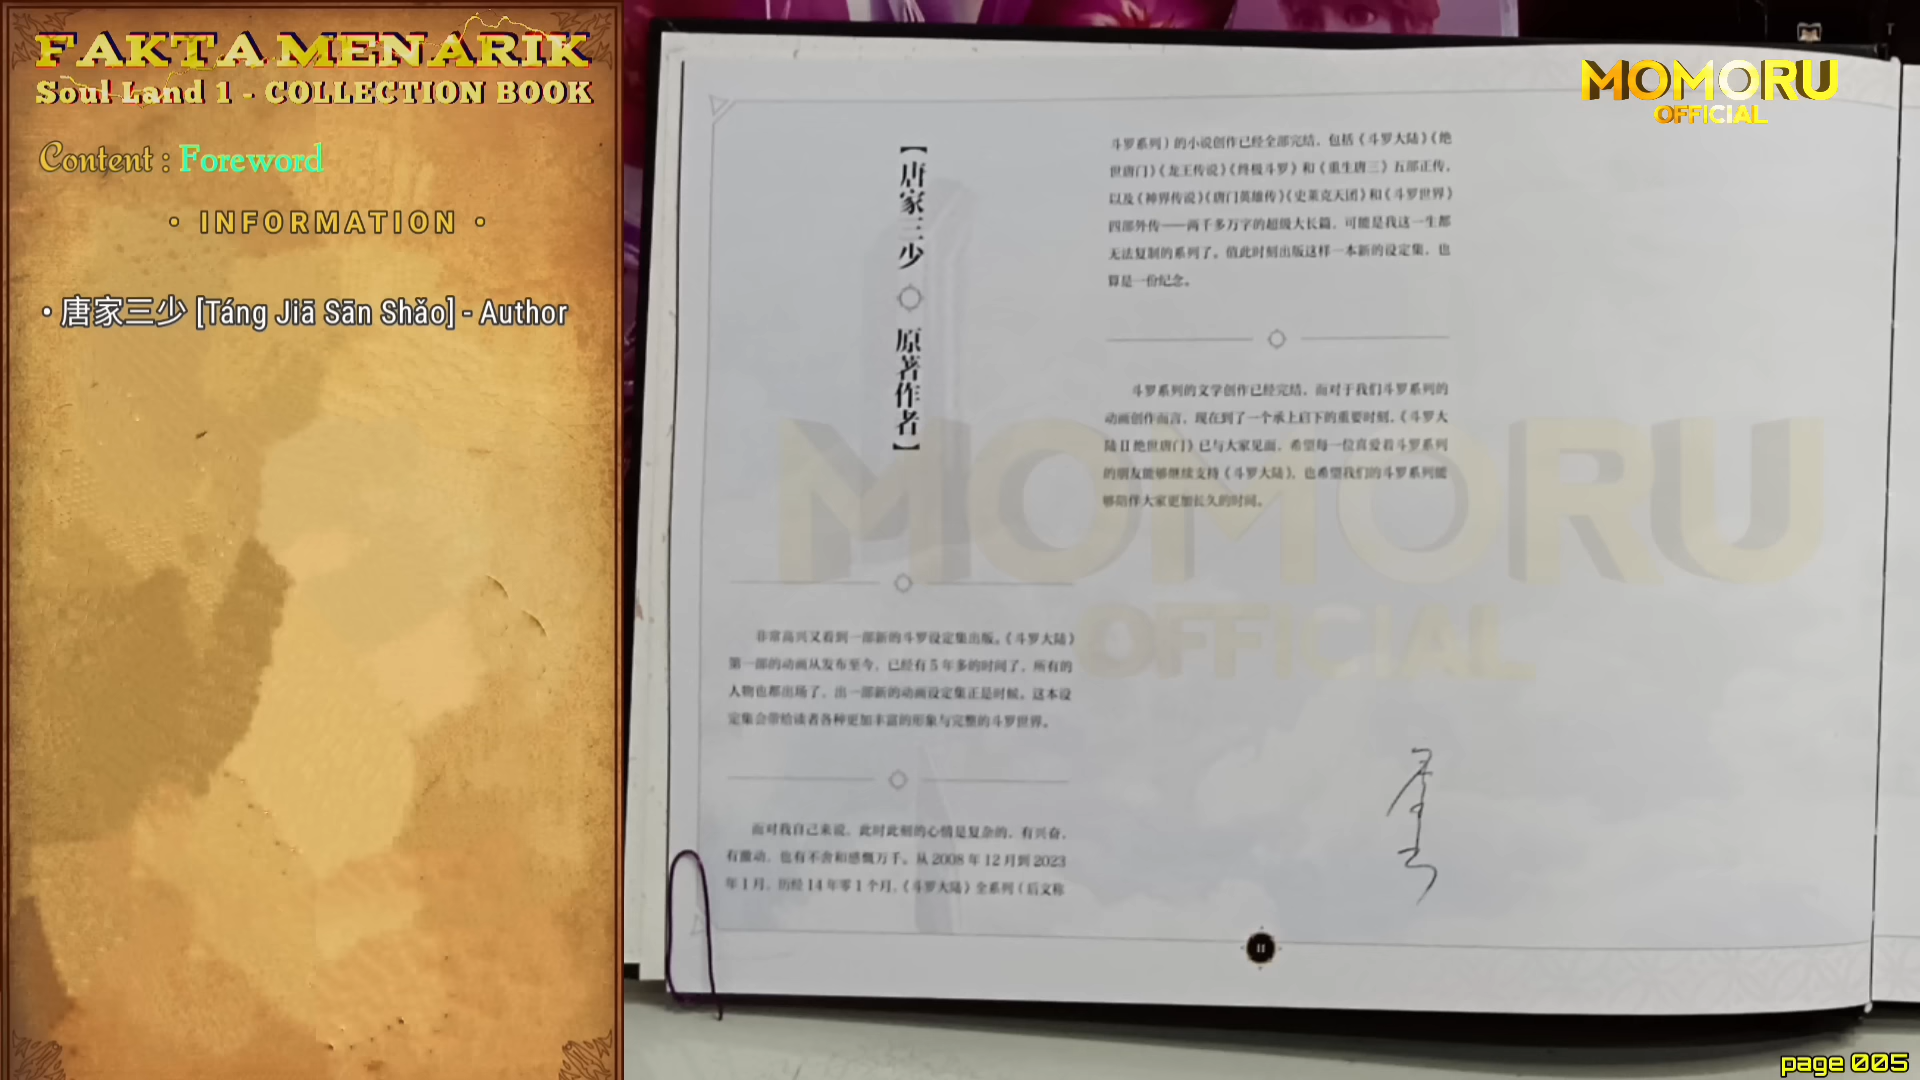 FAKTA MENARIK
Soul Land 1 - COLLECTION BOOK
Content : Foreword
• INFORMATION •
• 唐家三少 [Táng Jiā Sān Shǎo] - Author
MOMORU
OFFICIAL
【唐家三少 原著作者】
非常高兴又看到一部新的斗罗设定集出版。《斗罗大陆》
第一部的动画从发布至今，已经有 5 年多的时间了，所有的
人物也都出场了，出一部新的动画设定集正是时候。这本设
定集会带给读者各种更加丰富的形象与完整的斗罗世界。
而对我自己来说，此时此刻的心情是复杂的，有兴奋，
有激动，也有不舍和感慨万千。从 2008 年 12 月到 2023
年 1 月，历经 14 年零 1 个月，《斗罗大陆》全系列（后文称
斗罗系列）的小说创作已经全部完结，包括《斗罗大陆》《绝
世唐门》《龙王传说》《终极斗罗》和《重生唐三》五部正传，
以及《神界传说》《唐门英雄传》《史莱克天团》和《斗罗世界》
四部外传——两千多万字的超级大长篇，可能是我这一生都
无法复制的系列了。值此时刻出版这样一本新的设定集，也
算是一份纪念。
斗罗系列的文学创作已经完结，而对于我们斗罗系列的
动画创作而言，现在到了一个承上启下的重要时刻，《斗罗大
陆 II 绝世唐门》已与大家见面，希望每一位喜爱着斗罗系列
的朋友能够继续支持《斗罗大陆》，也希望我们的斗罗系列能
够陪伴大家更加长久的时间。
MOMORU
OFFICIAL
11
page 005